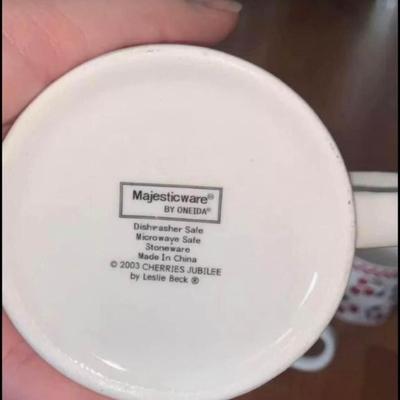 Majesticware®
BY ONEIDA®
Dishwasher Safe
Microwave Safe
Stoneware
Made In China
© 2003 CHERRIES JUBILEE
by Leslie Beck ®